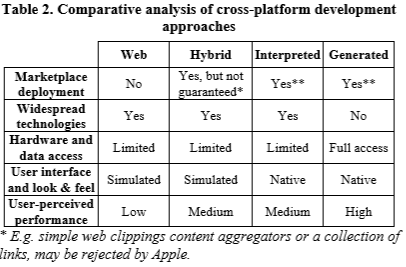 Table 2. Comparative analysis of cross-platform development
approaches
Web Hybrid Interpreted Generated
Marketplace deployment No Yes, but not guaranteed* Yes** Yes**
Widespread technologies Yes Yes Yes No
Hardware and data access Limited Limited Limited Full access
User interface and look & feel Simulated Simulated Native Native
User-perceived performance Low Medium Medium High
* E.g. simple web clippings content aggregators or a collection of
links, may be rejected by Apple.